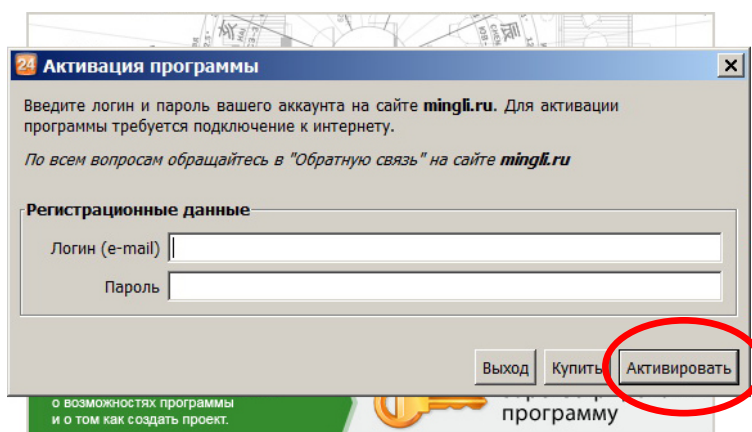 24 Активация программы
Введите логин и пароль вашего аккаунта на сайте mingli.ru. Для активации
программы требуется подключение к интернету.
По всем вопросам обращайтесь в "Обратную связь" на сайте mingli.ru
Регистрационные данные
Логин (e-mail)
Пароль
Выход Купить Активировать
о возможностях программы
и о том как создать проект.
программу